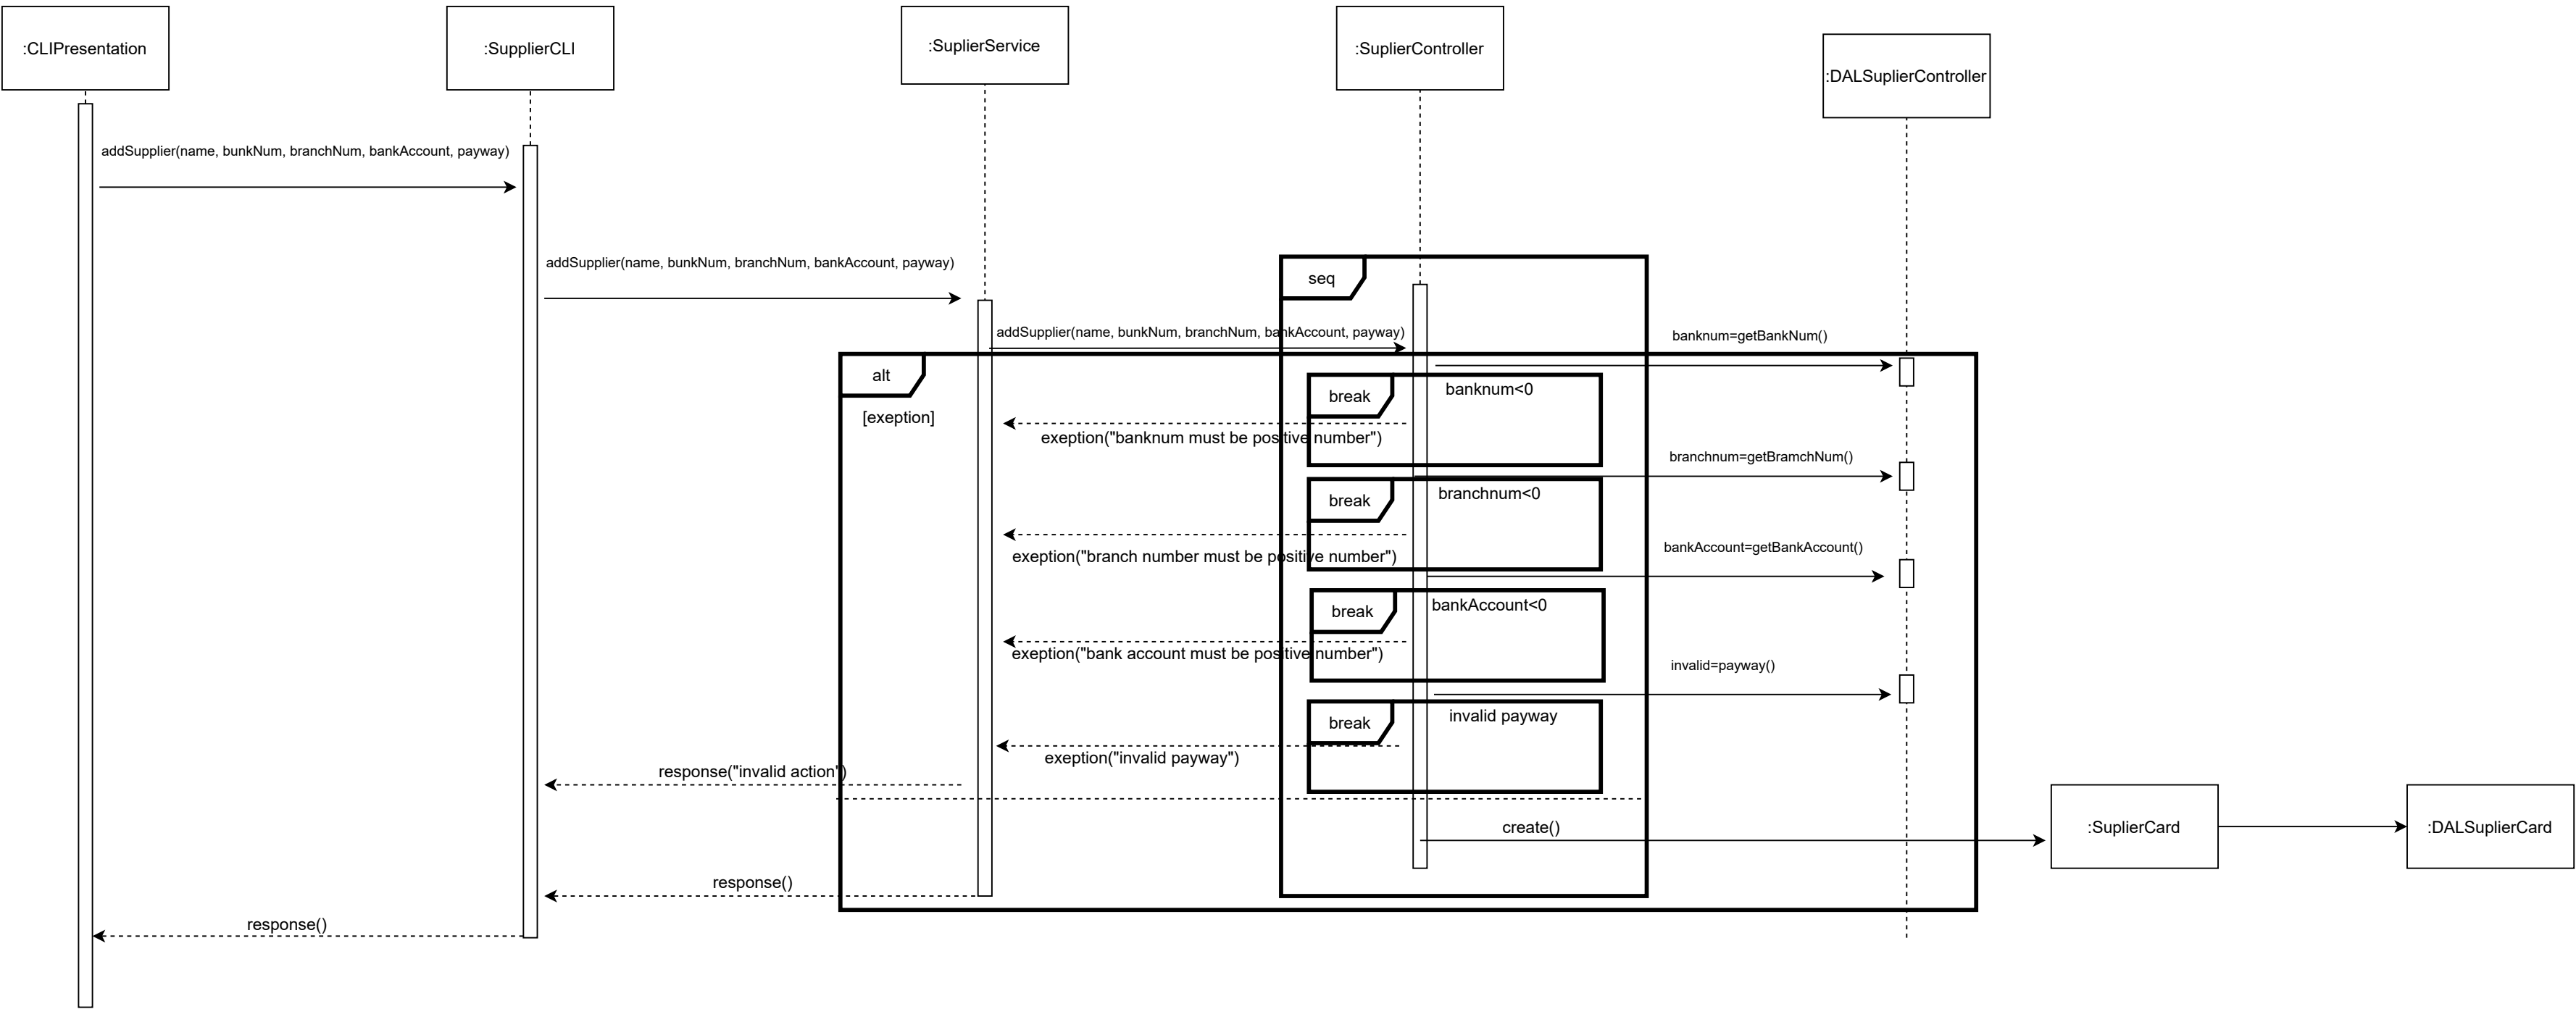 :CLIPresentation
:SupplierCLI
:SuplierService
:SuplierController
:DALSuplierController
addSupplier(name, bunkNum, branchNum, bankAccount, payway)
addSupplier(name, bunkNum, branchNum, bankAccount, payway)
seq
addSupplier(name, bunkNum, branchNum, bankAccount, payway)
banknum=getBankNum()
alt
[exeption]
break
banknum<0
exeption("banknum must be positive number")
branchnum=getBramchNum()
break
branchnum<0
exeption("branch number must be positive number")
bankAccount=getBankAccount()
break
bankAccount<0
exeption("bank account must be positive number")
invalid=payway()
break
invalid payway
exeption("invalid payway")
response("invalid action")
create()
:SuplierCard
:DALSuplierCard
response()
response()